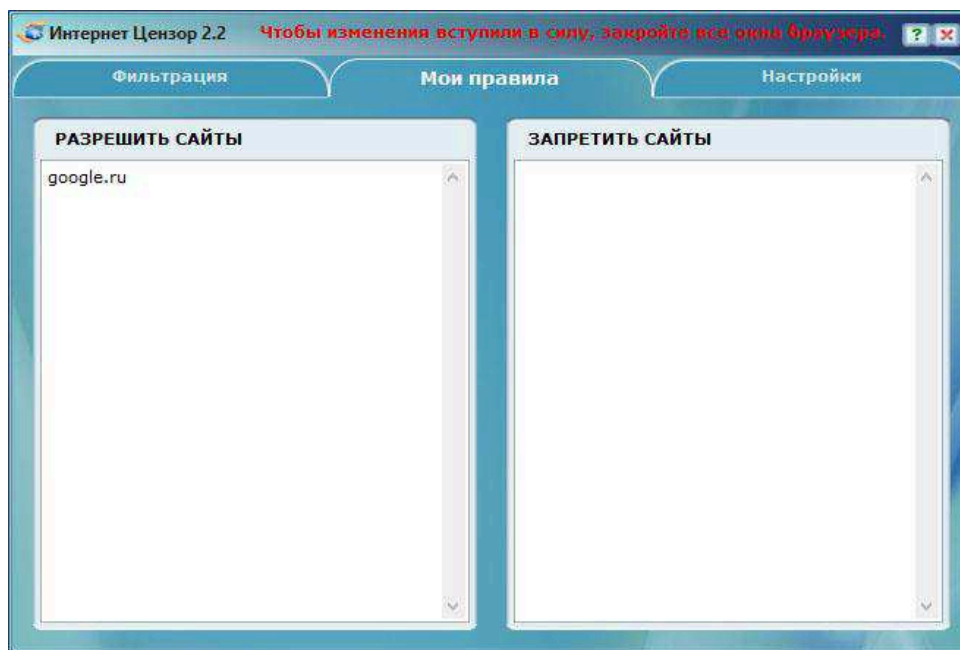 Интернет Цензор 2.2 Чтобы изменения вступили в силу, закройте все окна браузера. ?
Фильтрация Мои правила Настройки
РАЗРЕШИТЬ САЙТЫ ЗАПРЕТИТЬ САЙТЫ
google.ru